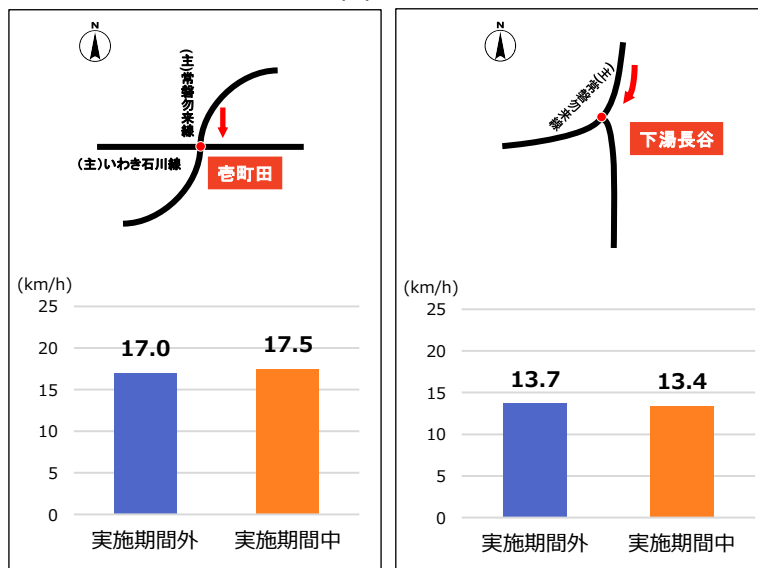 N
(主)常磐勿来線
(主)いわき石川線
壱町田
(km/h)
25
20
15
10
5
0
17.0
17.5
実施期間外
実施期間中
N
(主)常磐勿来線
下湯長谷
(km/h)
25
20
15
10
5
0
13.7
13.4
実施期間外
実施期間中